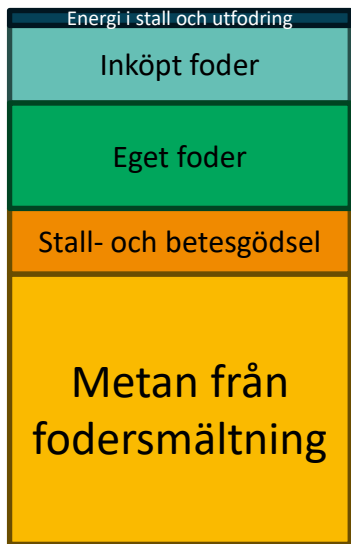 Energi i stall och utfodring
Inköpt foder
Eget foder
Stall- och betesgödsel
Metan från
fodersmältning